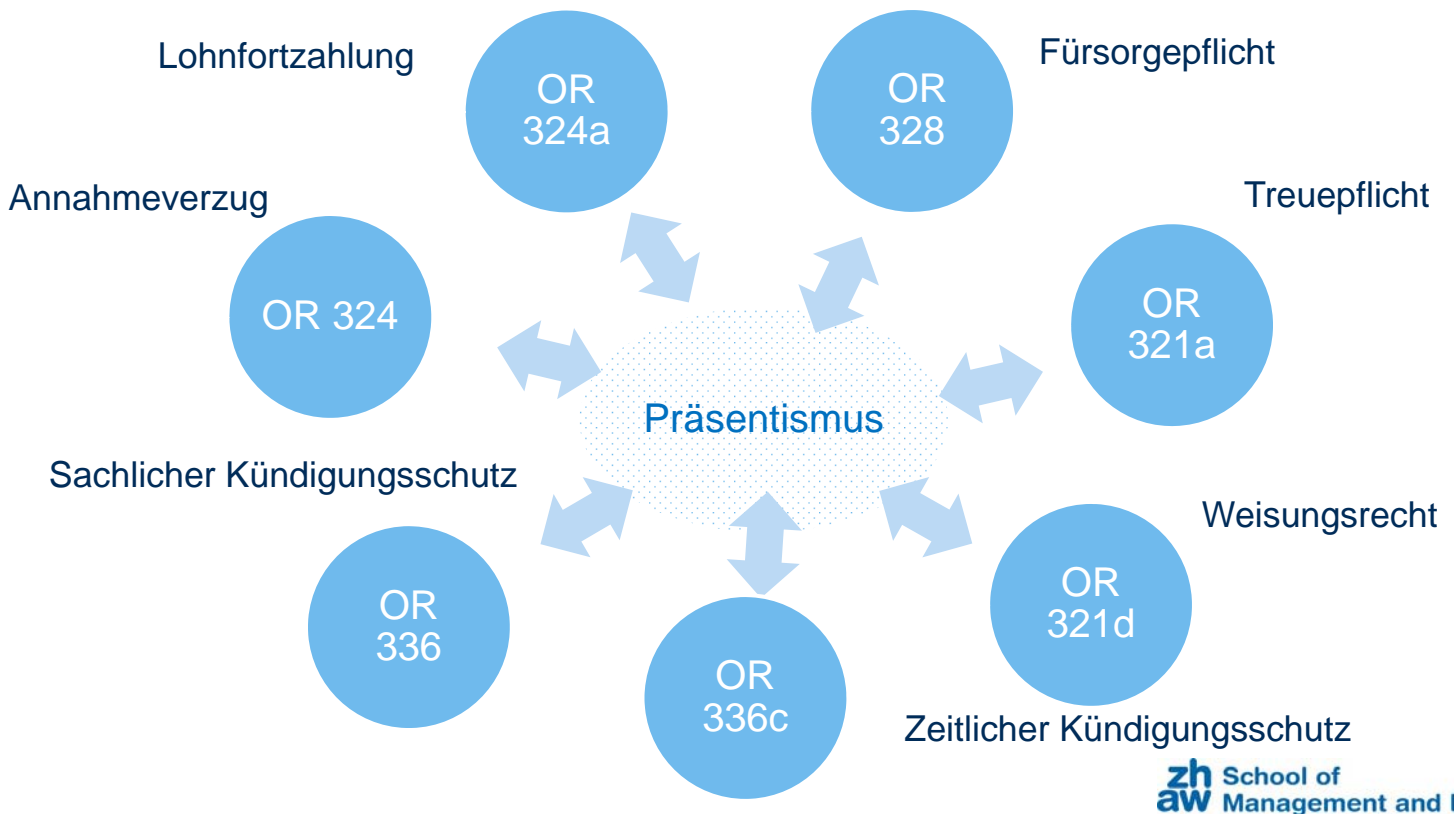 Lohnfortzahlung
OR
324a
Fürsorgepflicht
OR
328
Annahmeverzug
OR 324
Treuepflicht
OR
321a
Präsentismus
Sachlicher Kündigungsschutz
OR
336
Weisungsrecht
OR
321d
OR
336c
Zeitlicher Kündigungsschutz
zh
aw
School of
Management and